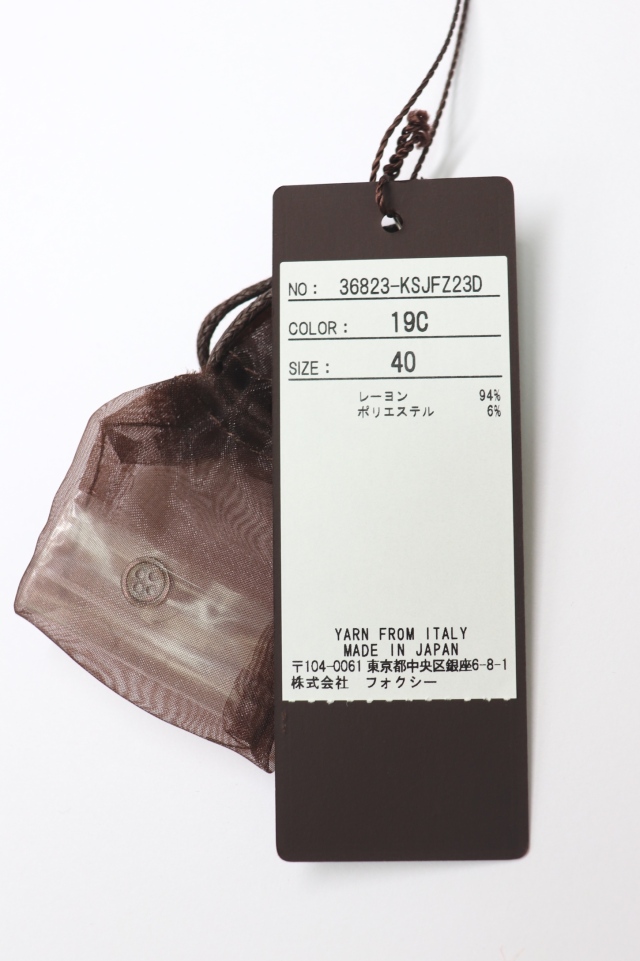 NO: 36823-KSJFZ23D
COLOR: 19C
SIZE: 40
レーヨン 94%
ポリエステル 6%
YARN FROM ITALY
MADE IN JAPAN
〒104-0061 東京都中央区銀座6-8-1
株式会社 フォクシー